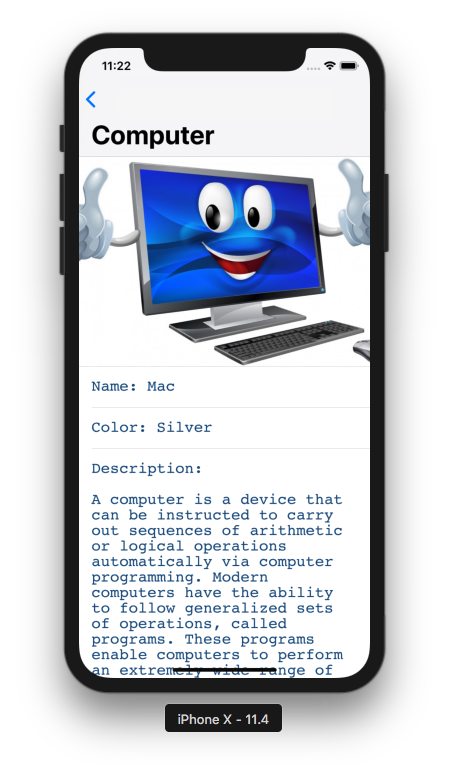 11:22
Computer
Name: Mac
Color: Silver
Description:
A computer is a device that
can be instructed to carry
out sequences of arithmetic
or logical operations
automatically via computer
programming. Modern
computers have the ability
to follow generalized sets
of operations, called
programs. These programs
enable computers to perform
an extremely wide range of
iPhone X - 11.4